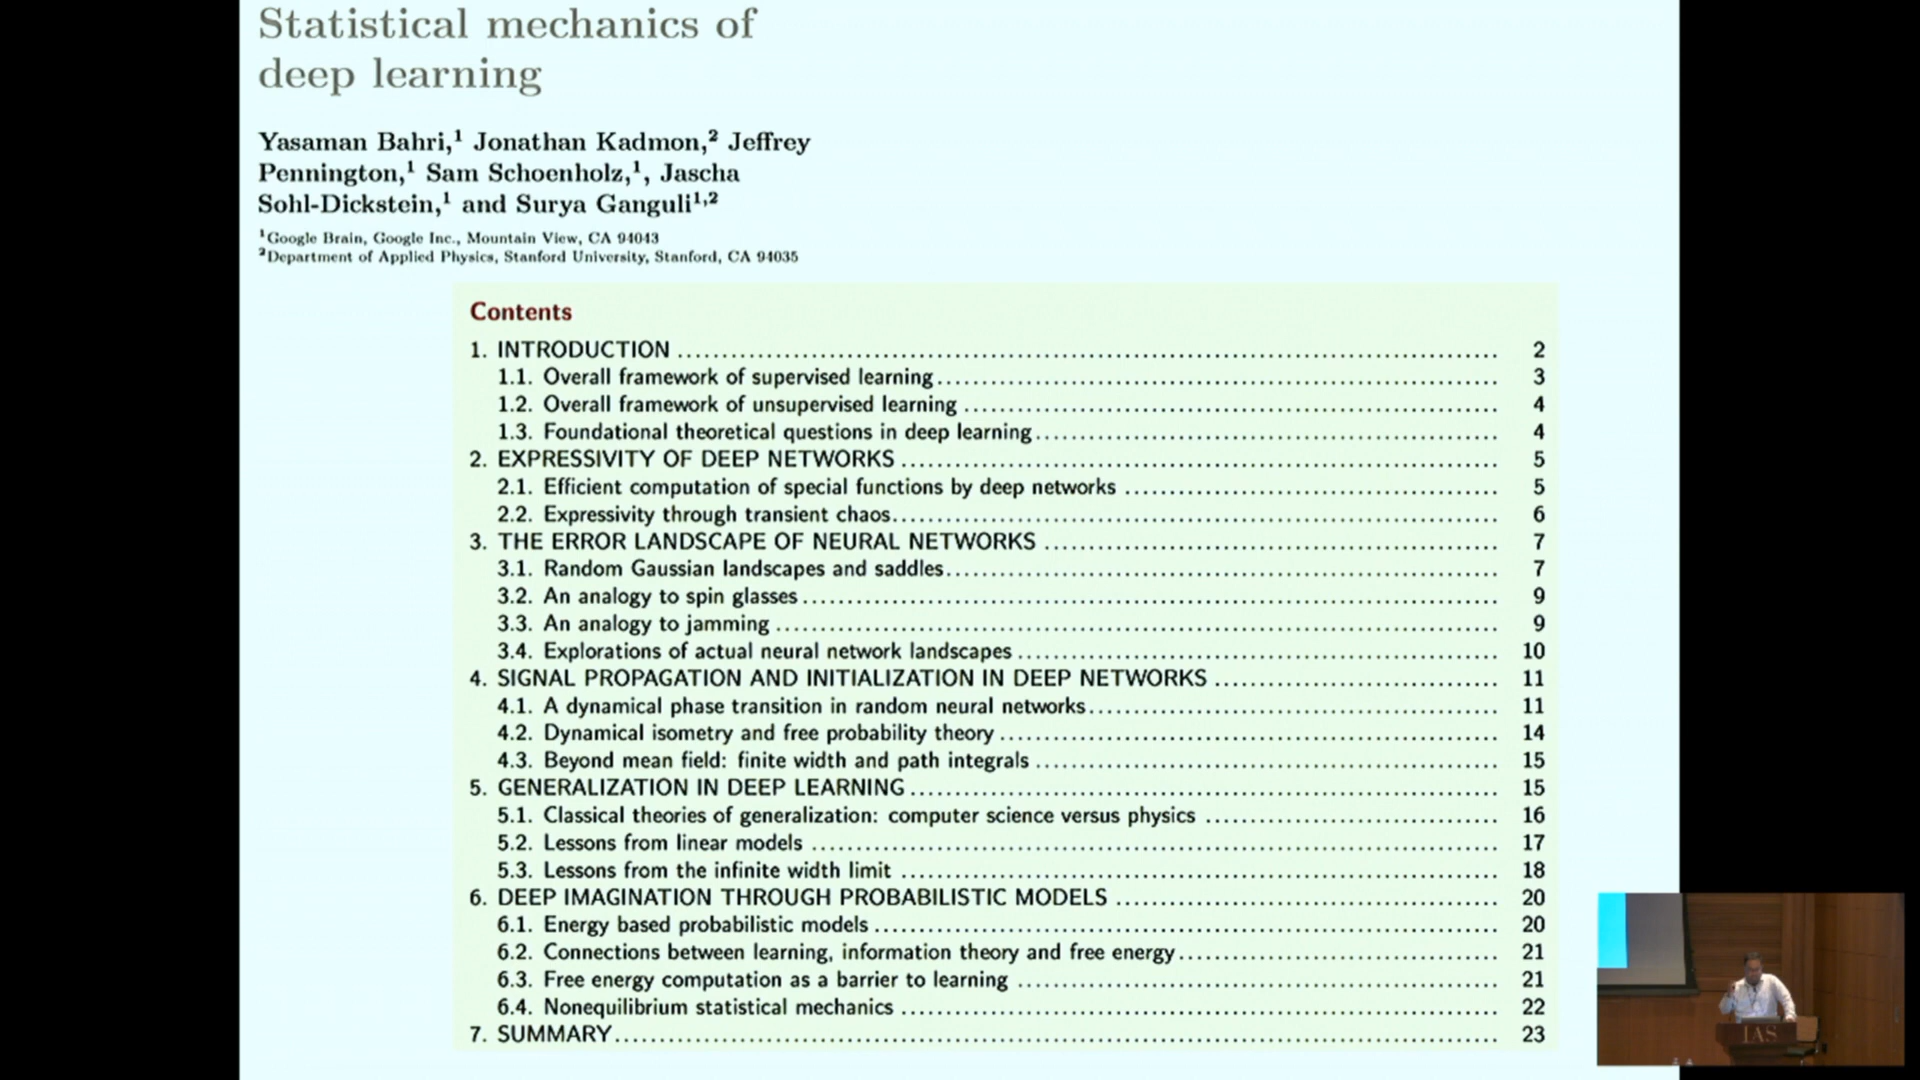 Statistical mechanics of
deep learning
Yasaman Bahri,¹ Jonathan Kadmon,² Jeffrey
Pennington,¹ Sam Schoenholz,¹, Jascha
Sohl-Dickstein,¹ and Surya Ganguli¹,²
¹Google Brain, Google Inc., Mountain View, CA 94043
²Department of Applied Physics, Stanford University, Stanford, CA 94035
Contents
1. INTRODUCTION 2
1.1. Overall framework of supervised learning 3
1.2. Overall framework of unsupervised learning 4
1.3. Foundational theoretical questions in deep learning 4
2. EXPRESSIVITY OF DEEP NETWORKS 5
2.1. Efficient computation of special functions by deep networks 5
2.2. Expressivity through transient chaos 6
3. THE ERROR LANDSCAPE OF NEURAL NETWORKS 7
3.1. Random Gaussian landscapes and saddles 7
3.2. An analogy to spin glasses 9
3.3. An analogy to jamming 9
3.4. Explorations of actual neural network landscapes 10
4. SIGNAL PROPAGATION AND INITIALIZATION IN DEEP NETWORKS 11
4.1. A dynamical phase transition in random neural networks 11
4.2. Dynamical isometry and free probability theory 14
4.3. Beyond mean field: finite width and path integrals 15
5. GENERALIZATION IN DEEP LEARNING 15
5.1. Classical theories of generalization: computer science versus physics 16
5.2. Lessons from linear models 17
5.3. Lessons from the infinite width limit 18
6. DEEP IMAGINATION THROUGH PROBABILISTIC MODELS 20
6.1. Energy based probabilistic models 20
6.2. Connections between learning, information theory and free energy 21
6.3. Free energy computation as a barrier to learning 21
6.4. Nonequilibrium statistical mechanics 22
7. SUMMARY 23
IAS